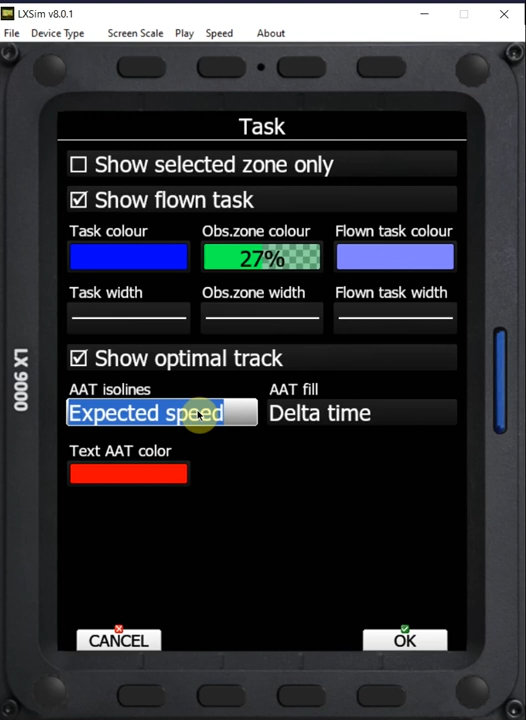 LXSim v8.0.1
File Device Type Screen Scale Play Speed About
Task
Show selected zone only
Show flown task
Task colour Obs.zone colour Flown task colour
27%
Task width Obs.zone width Flown task width
Show optimal track
AAT isolines AAT fill
Expected speed Delta time
Text AAT color
CANCEL OK
LX 9000